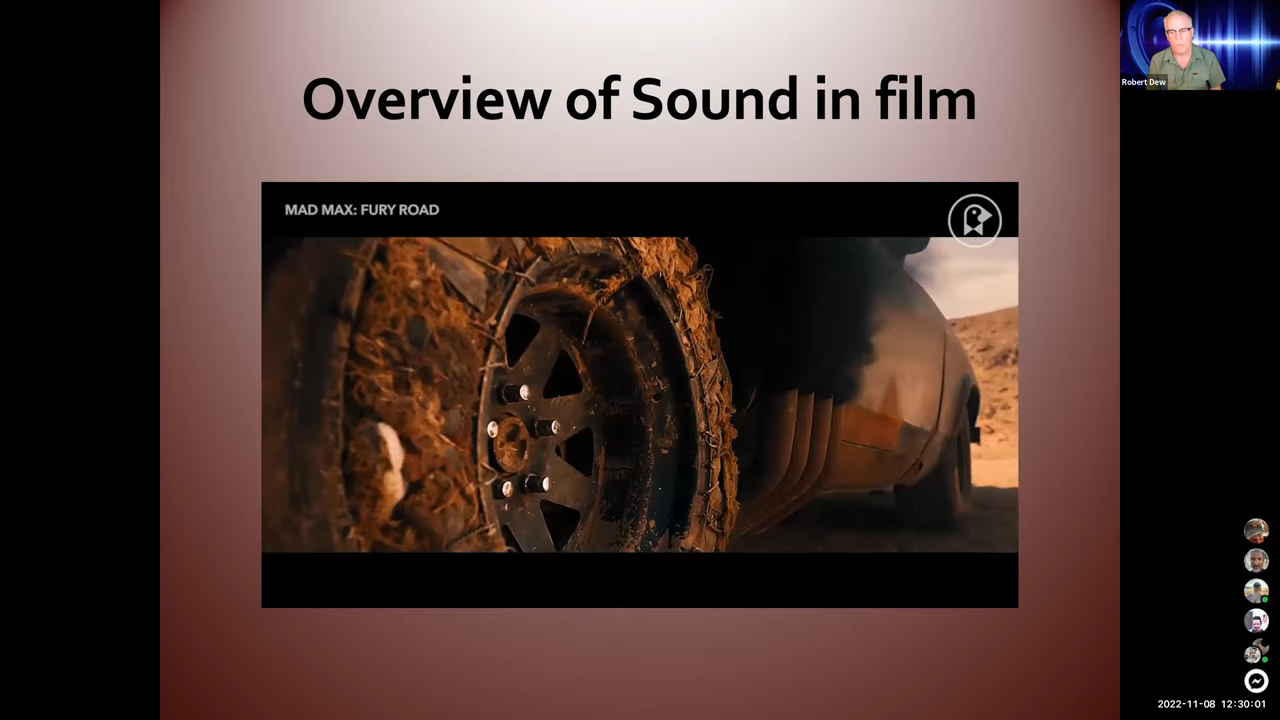 Overview of Sound in film
MAD MAX: FURY ROAD
Robert Dew
2022-11-08 12:30:01